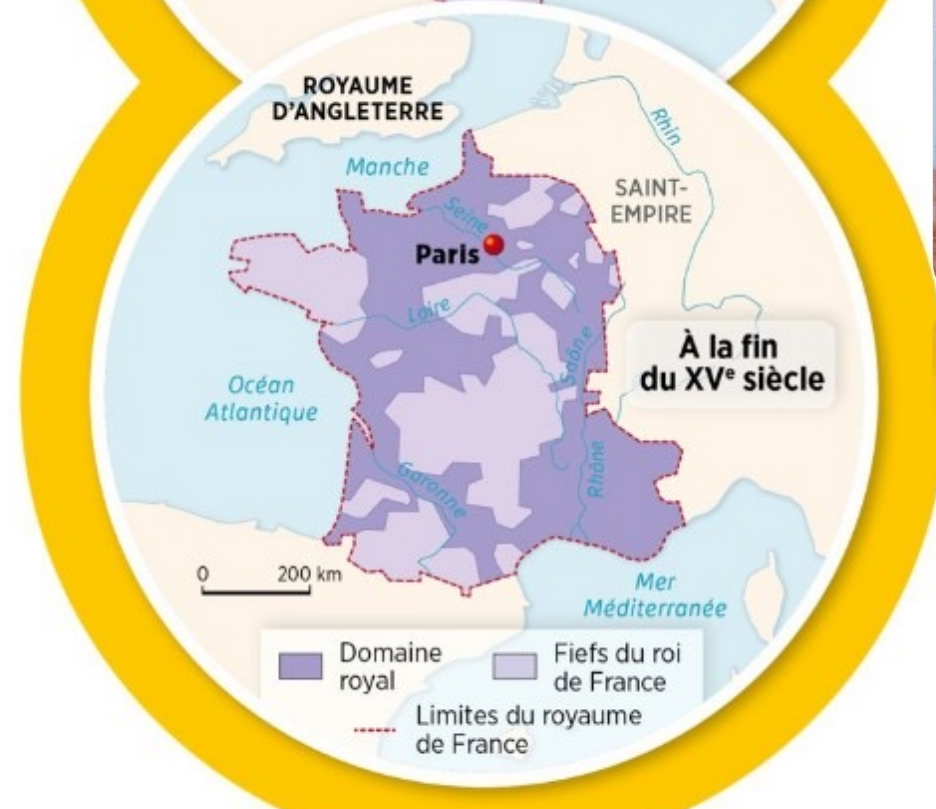 ROYAUME
D'ANGLETERRE
Rhin
Manche
SAINT-
EMPIRE
Seine
Paris
Loire
À la fin
du XVe siècle
Saône
Océan
Atlantique
Garonne
Rhône
0 200 km
Mer
Méditerranée
Domaine
royal
Fiefs du roi
de France
Limites du royaume
de France